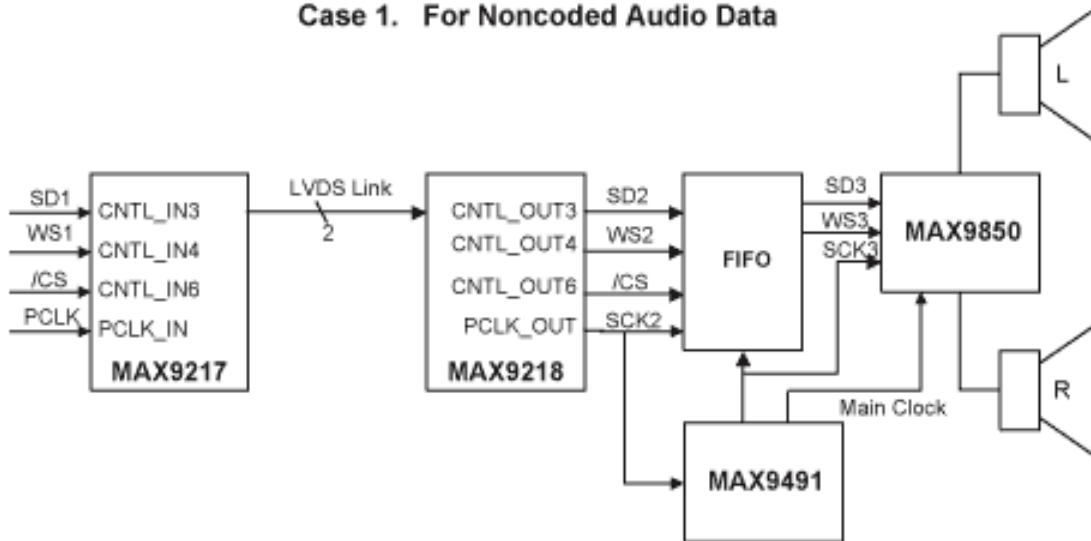 Case 1. For Noncoded Audio Data
L
SD1
CNTL_IN3
WS1
CNTL_IN4
/CS
CNTL_IN6
PCLK
PCLK_IN
MAX9217
LVDS Link
2
CNTL_OUT3
CNTL_OUT4
CNTL_OUT6
PCLK_OUT
MAX9218
SD2
WS2
/CS
SCK2
FIFO
SD3
WS3
SCK3
MAX9850
Main Clock
R
MAX9491